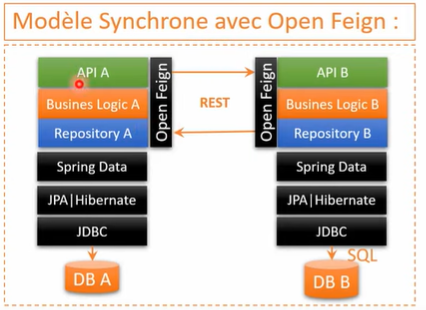 Modèle Synchrone avec Open Feign :
API A
Busines Logic A
Repository A
Spring Data
JPA|Hibernate
JDBC
DB A
Open Feign
REST
Open Feign
API B
Busines Logic B
Repository B
Spring Data
JPA|Hibernate
JDBC
SQL
DB B